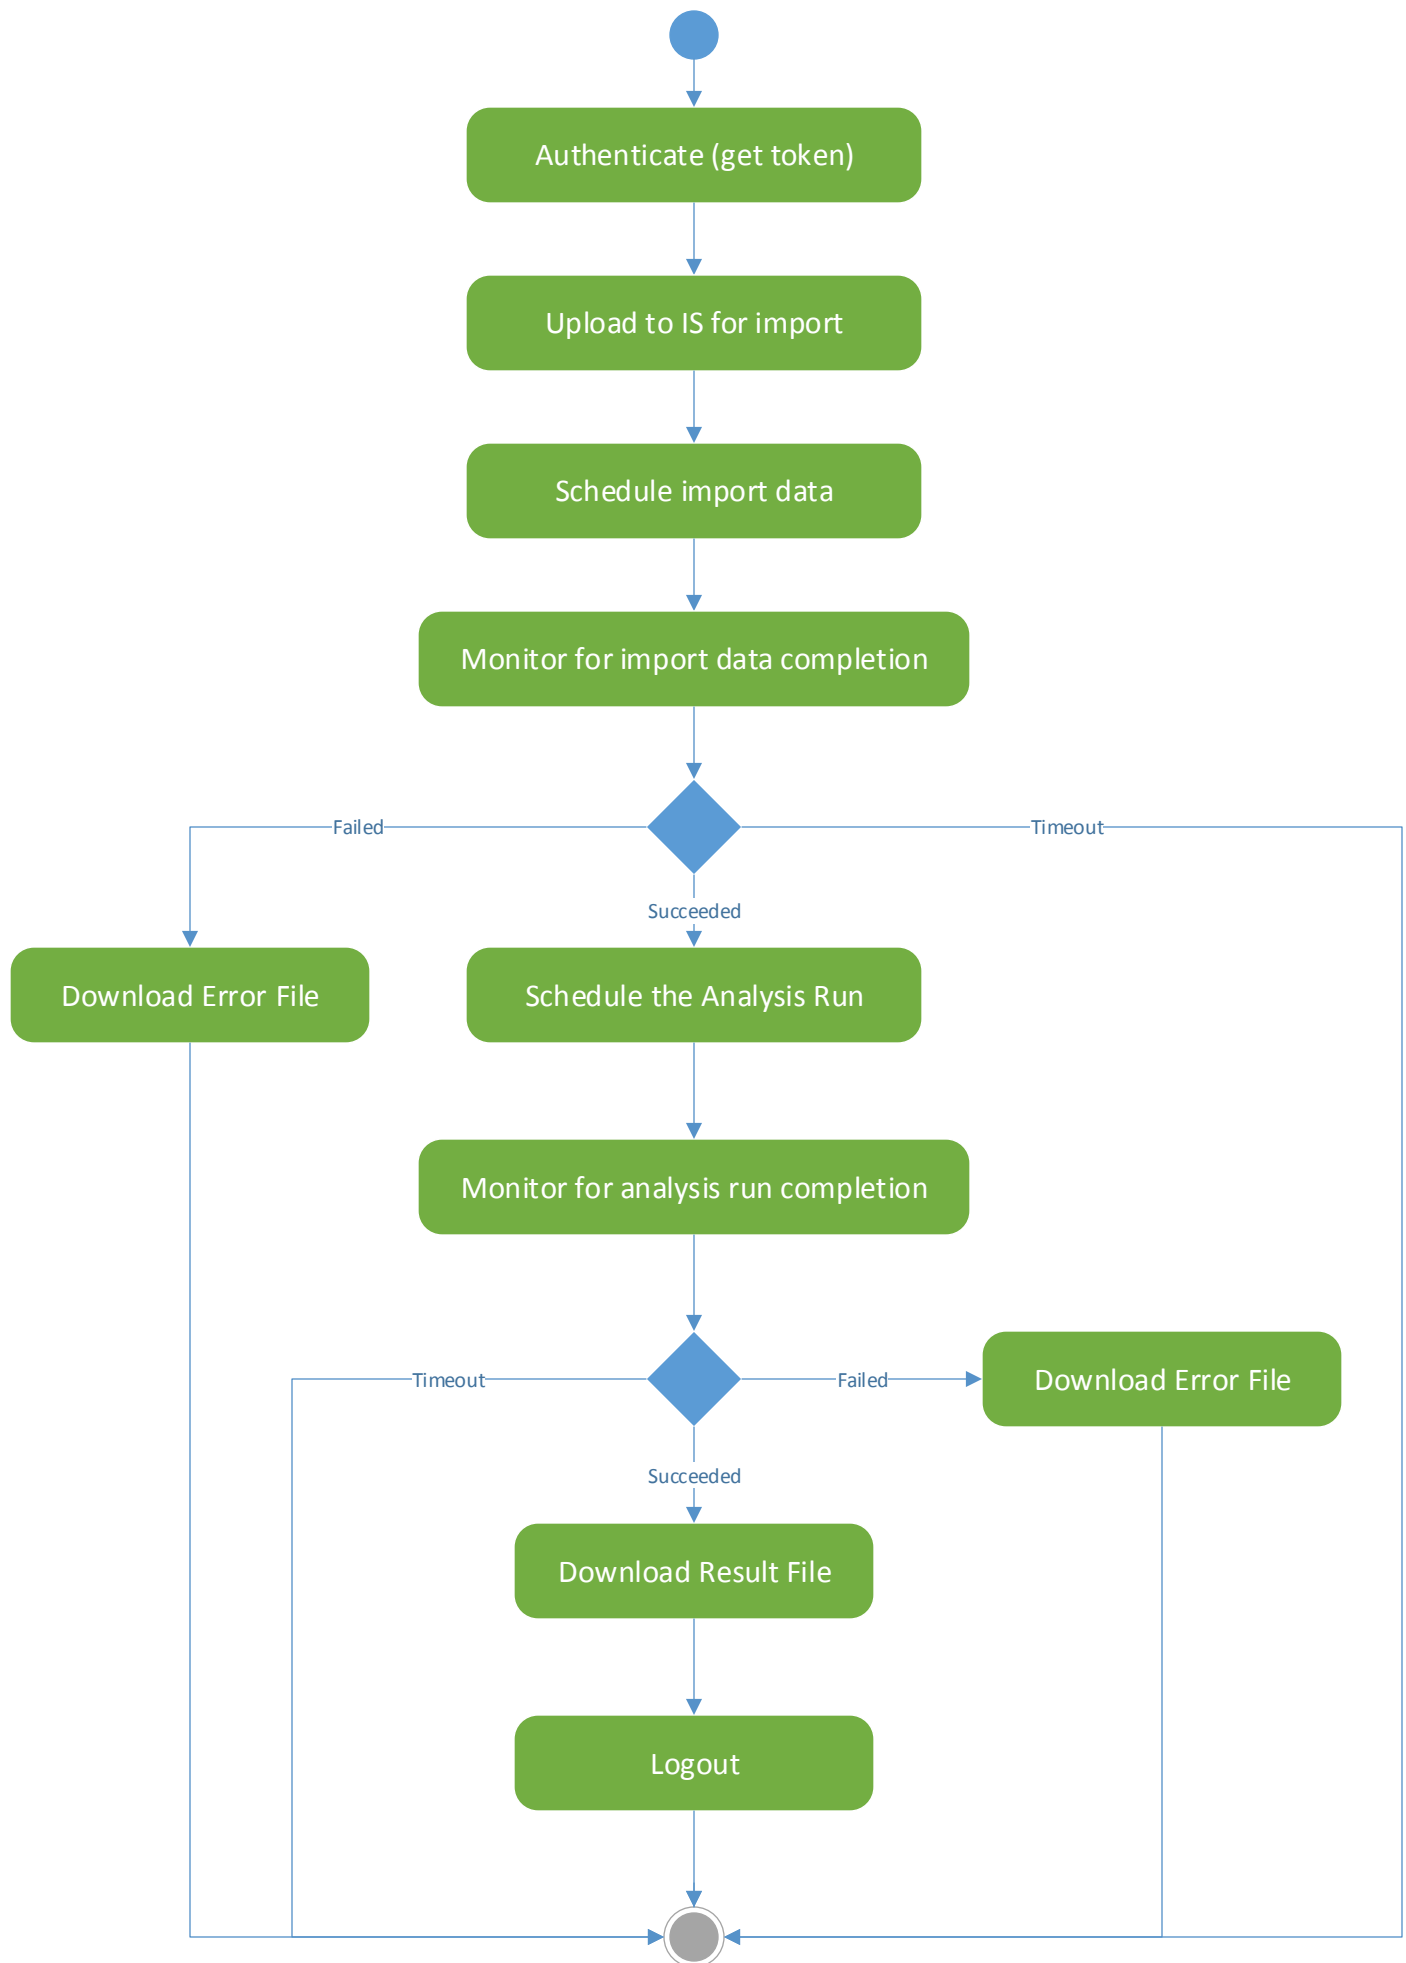 Authenticate (get token)
Upload to IS for import
Schedule import data
Monitor for import data completion
Failed
Timeout
Succeeded
Download Error File
Schedule the Analysis Run
Monitor for analysis run completion
Timeout
Failed
Download Error File
Succeeded
Download Result File
Logout